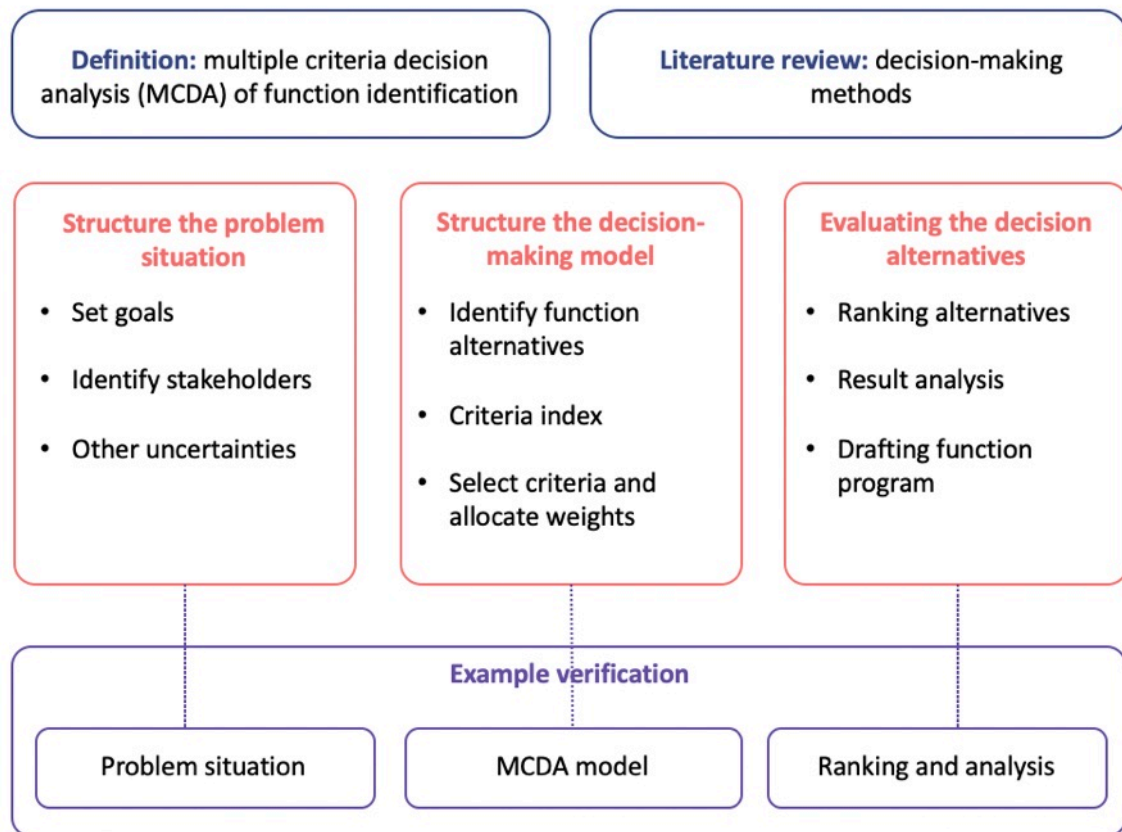 Definition: multiple criteria decision
analysis (MCDA) of function identification
Literature review: decision-making
methods
Structure the problem
situation
• Set goals
• Identify stakeholders
• Other uncertainties
Structure the decision-
making model
• Identify function
alternatives
• Criteria index
• Select criteria and
allocate weights
Evaluating the decision
alternatives
• Ranking alternatives
• Result analysis
• Drafting function
program
Example verification
Problem situation
MCDA model
Ranking and analysis